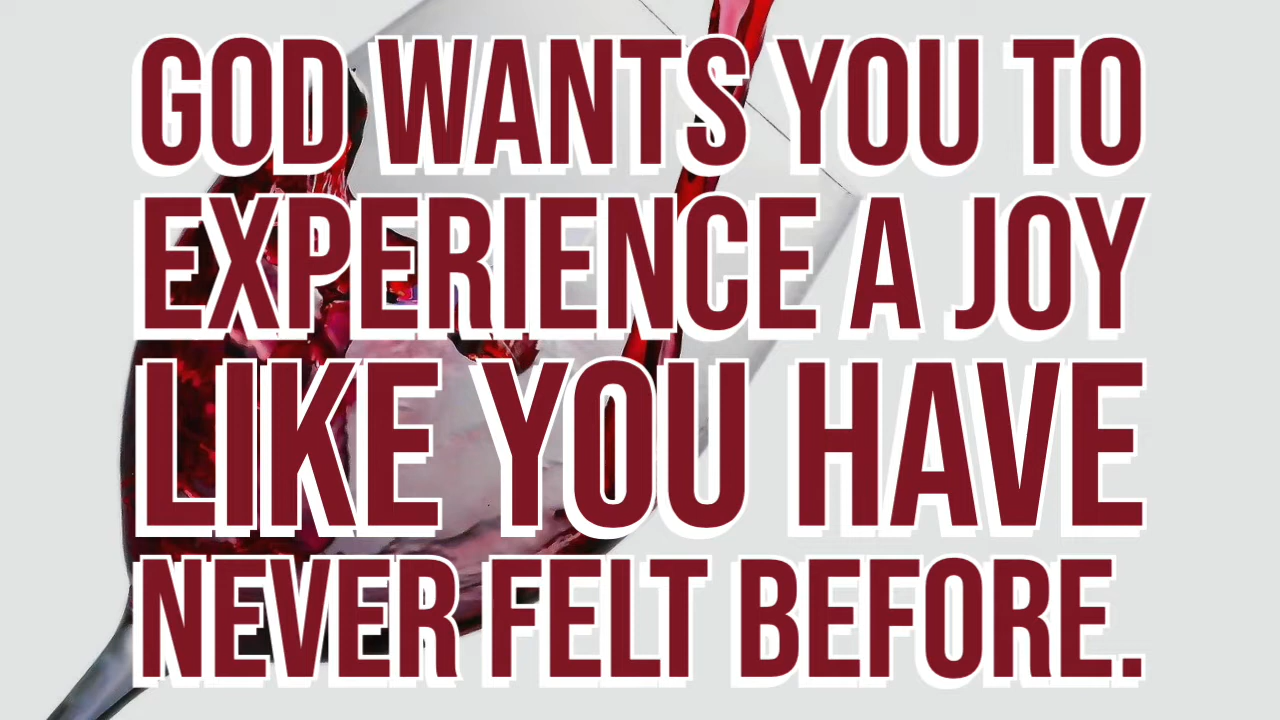 GOD WANTS YOU TO
EXPERIENCE A JOY
LIKE YOU HAVE
NEVER FELT BEFORE.